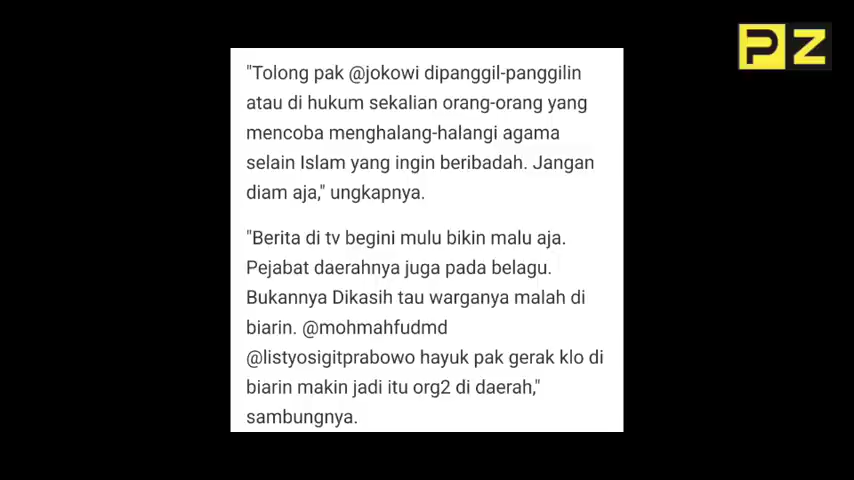 PZ
"Tolong pak @jokowi dipanggil-panggilin
atau di hukum sekalian orang-orang yang
mencoba menghalang-halangi agama
selain Islam yang ingin beribadah. Jangan
diam aja," ungkapnya.
"Berita di tv begini mulu bikin malu aja.
Pejabat daerahnya juga pada belagu.
Bukannya Dikasih tau warganya malah di
biarin. @mohmahfudmd
@listyosigitprabowo hayuk pak gerak klo di
biarin makin jadi itu org2 di daerah,"
sambungnya.